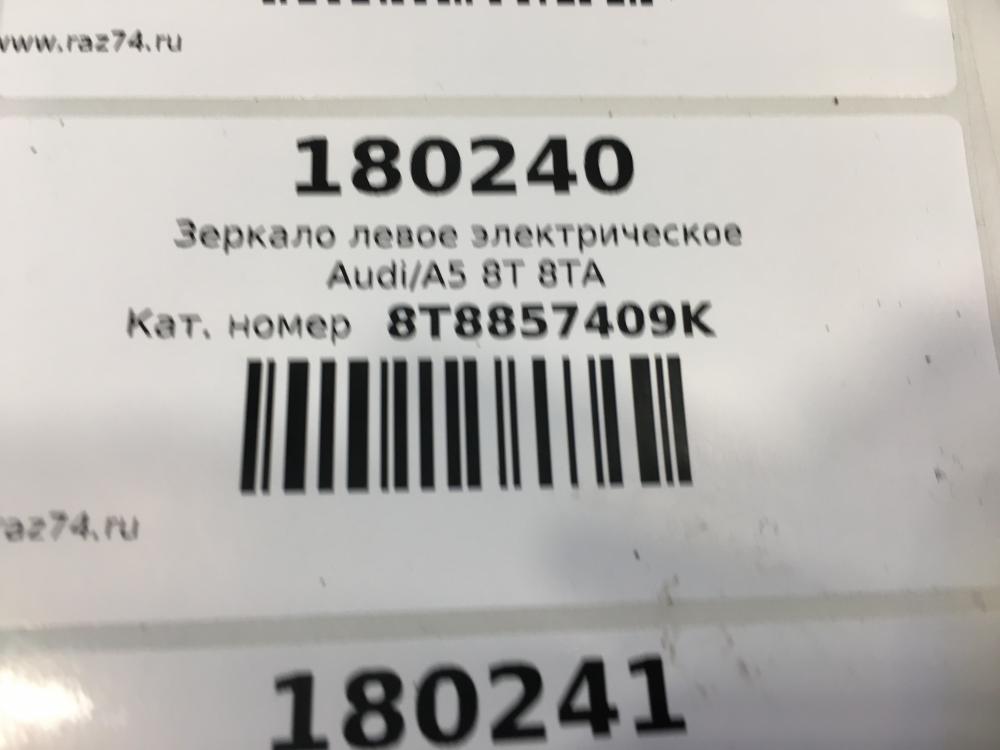 www.raz74.ru
180240
Зеркало левое электрическое
Audi/A5 8T 8TA
Кат. номер 8T8857409K
raz74.ru
180241